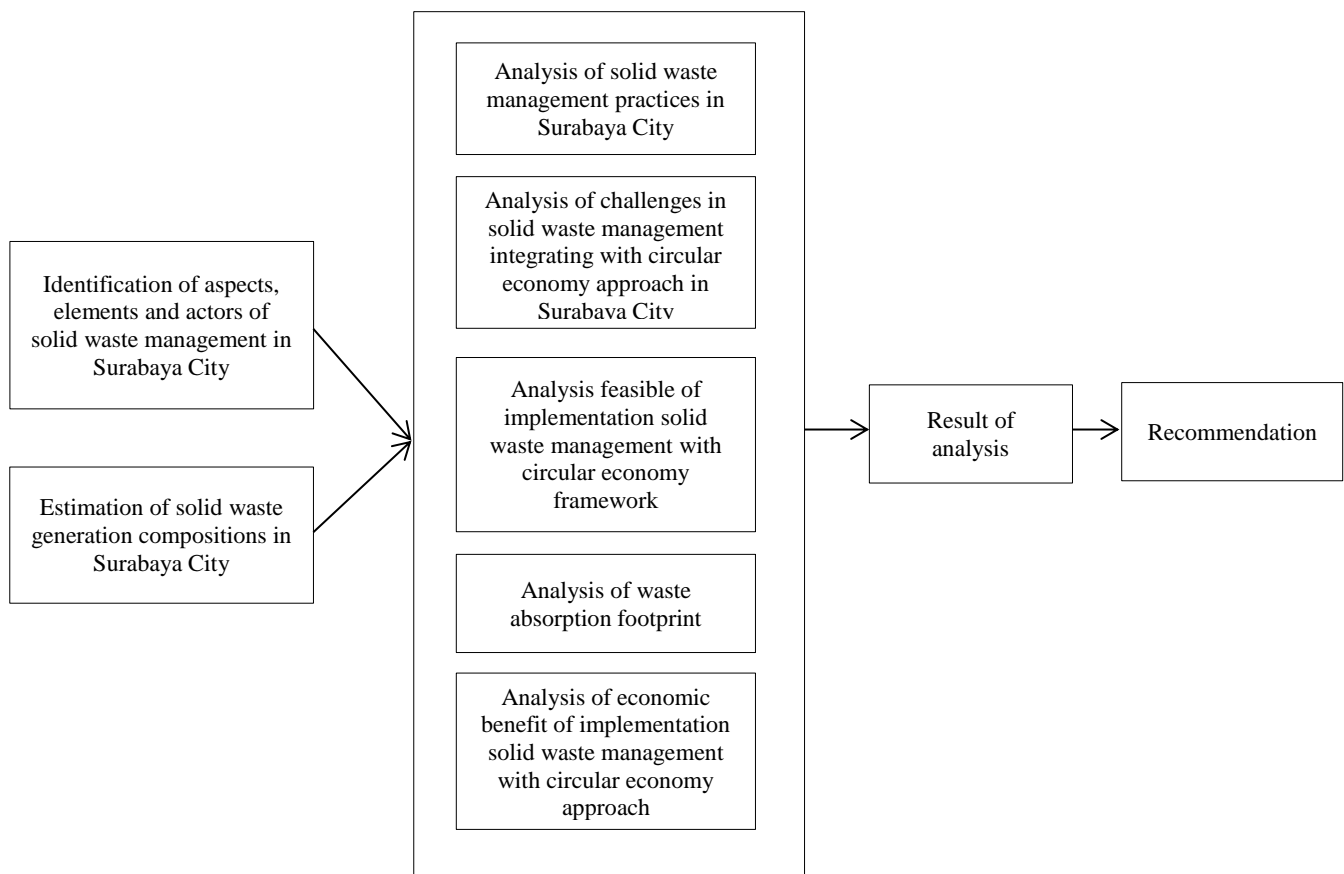 Identification of aspects,
elements and actors of
solid waste management in
Surabaya City
Estimation of solid waste
generation compositions in
Surabaya City
Analysis of solid waste
management practices in
Surabaya City
Analysis of challenges in
solid waste management
integrating with circular
economy approach in
Surabaya City
Analysis feasible of
implementation solid
waste management with
circular economy
framework
Analysis of waste
absorption footprint
Analysis of economic
benefit of implementation
solid waste management
with circular economy
approach
Result of
analysis
Recommendation